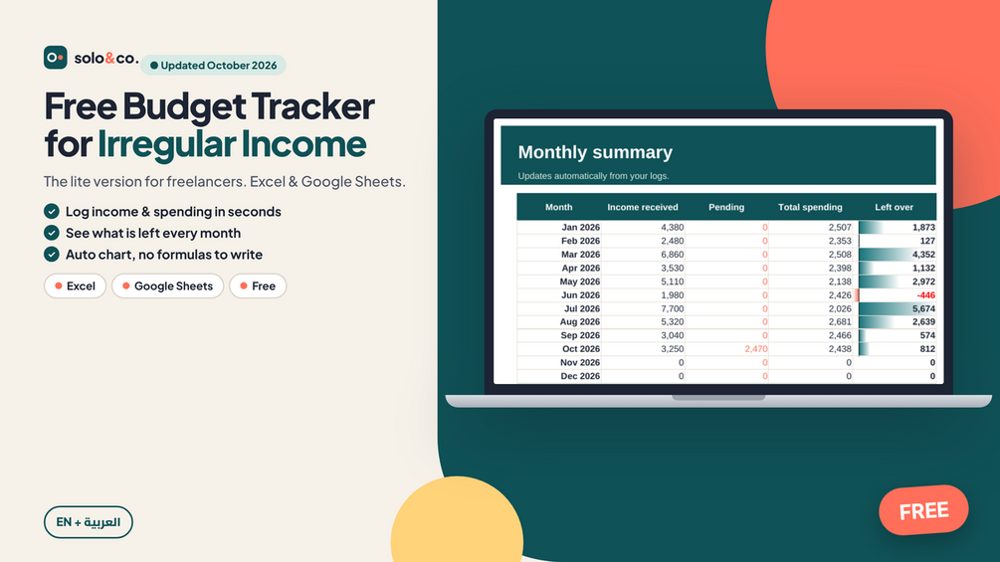 solo&co.
Updated October 2026
Free Budget Tracker
for Irregular Income
The lite version for freelancers. Excel & Google Sheets.
Log income & spending in seconds
See what is left every month
Auto chart, no formulas to write
Excel Google Sheets Free
EN + العربية
Monthly summary
Updates automatically from your logs.
Month Income received Pending Total spending Left over
Jan 2026 4,380 0 2,507 1,873
Feb 2026 2,480 0 2,353 127
Mar 2026 6,860 0 2,508 4,352
Apr 2026 3,530 0 2,398 1,132
May 2026 5,110 0 2,138 2,972
Jun 2026 1,980 0 2,426 -446
Jul 2026 7,700 0 2,026 5,674
Aug 2026 5,320 0 2,681 2,639
Sep 2026 3,040 0 2,466 574
Oct 2026 3,250 2,470 2,438 812
Nov 2026 0 0 0 0
Dec 2026 0 0 0 0
FREE